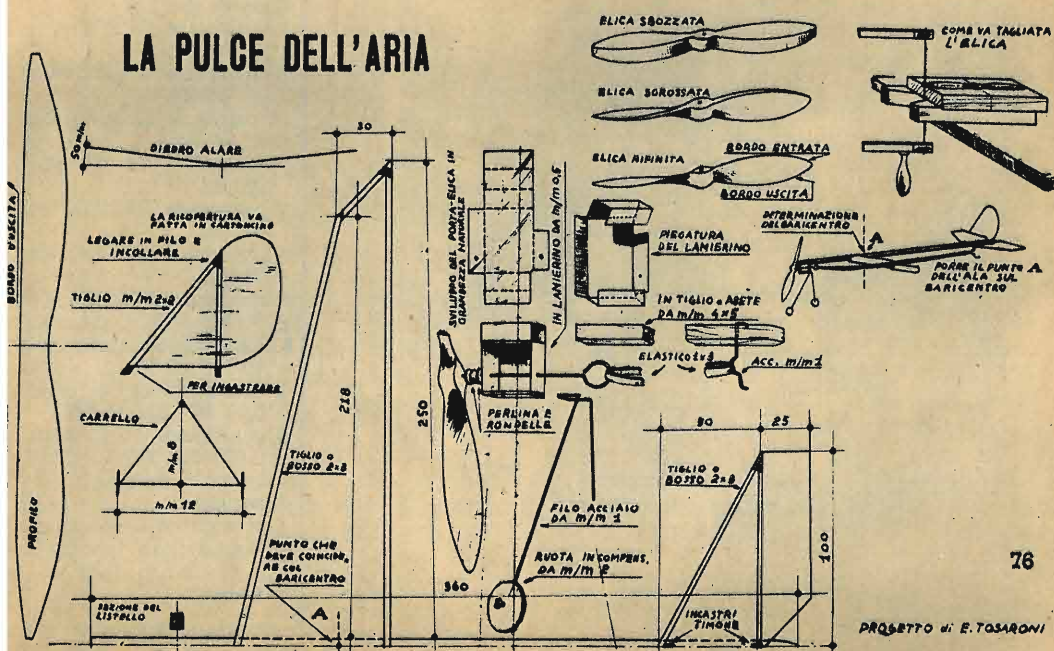 LA PULCE DELL'ARIA
ELICA SBOZZATA
COME VA TAGLIATA
L'ELICA
ELICA SGROSSATA
ELICA RIFINITA
BORDO ENTRATA
BORDO USCITA
50 m/m
DIEDRO ALARE
30
BORDO D'USCITA
LA RICOPERTURA VA
FATTA IN CARTONCINO
LEGARE IN FILO E
INCOLLARE
TIGLIO m/m 2x2
PER INCASTRARE
SVILUPPO DEL PORTA-ELICA IN
GRANDEZZA NATURALE
IN LAMIERINO DA m/m 0,5
PIEGATURA
DEL LAMIERINO
DETERMINAZIONE
DEL BARICENTRO
A
PORRE IL PUNTO A
DELL'ALA SUL
BARICENTRO
IN TIGLIO o ABETE
DA m/m 4x5
ELASTICO 1x3
ACC. m/m 1
PERLINA E
RONDELLE
CARRELLO
m/m 8
m/m 12
218
250
TIGLIO o
BOSSO 2x3
90
25
TIGLIO o
BOSSO 2x3
100
FILO ACCIAIO
DA m/m 1
RUOTA IN COMPENS.
DA m/m 2
PROFILO
PUNTO CHE
DEVE COINCIDE,
RE COL
BARICENTRO
360
SEZIONE DEL
LISTELLO
A
INCASTRI
TIMONE
76
PROGETTO di E. TOSARONI